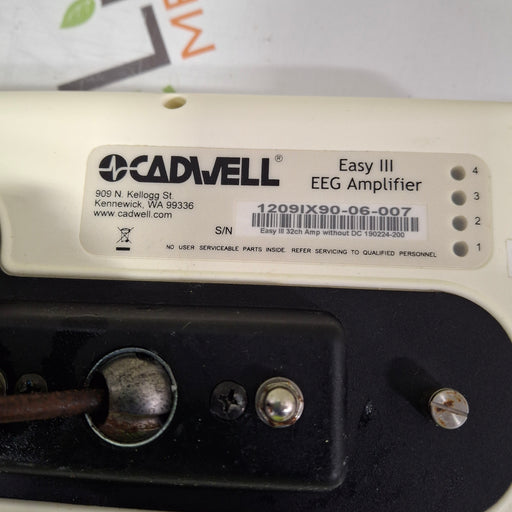 CADWELL®
Easy III
EEG Amplifier
909 N. Kellogg St.
Kennewick, WA 99336
www.cadwell.com
S/N
1209IX90-06-007
Easy III 32ch Amp without DC 190224-200
NO USER SERVICEABLE PARTS INSIDE. REFER SERVICING TO QUALIFIED PERSONNEL
4
3
2
1